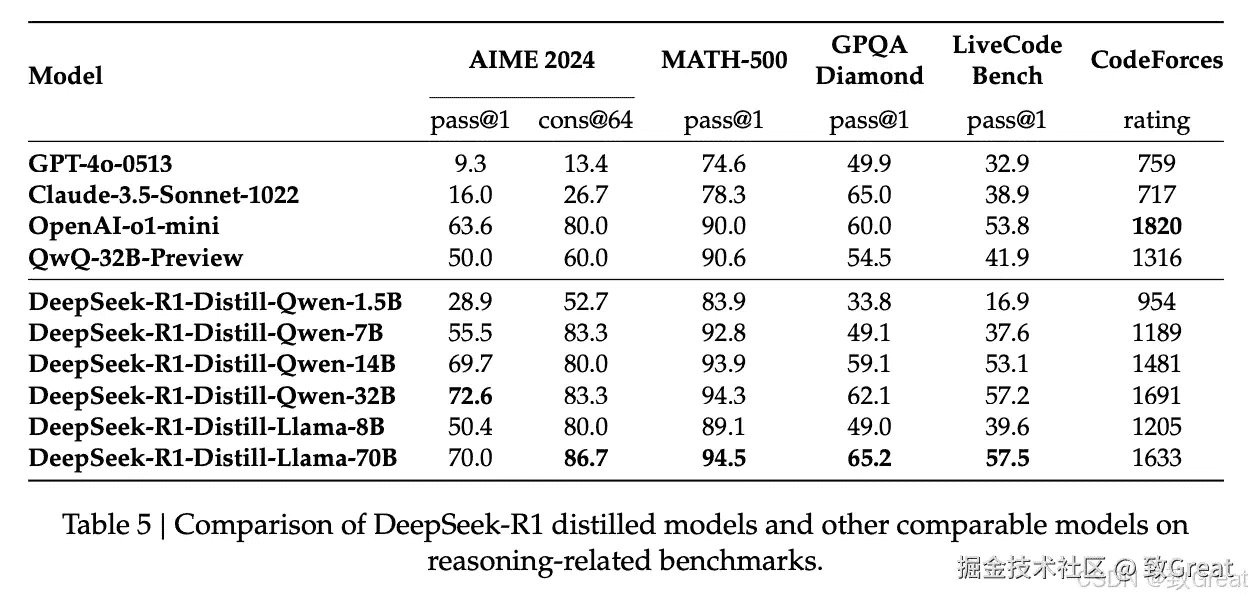 Model AIME 2024 MATH-500 GPQA Diamond LiveCode Bench CodeForces
pass@1 cons@64 pass@1 pass@1 pass@1 rating
GPT-4o-0513 9.3 13.4 74.6 49.9 32.9 759
Claude-3.5-Sonnet-1022 16.0 26.7 78.3 65.0 38.9 717
OpenAI-o1-mini 63.6 80.0 90.0 60.0 53.8 1820
QwQ-32B-Preview 50.0 60.0 90.6 54.5 41.9 1316
DeepSeek-R1-Distill-Qwen-1.5B 28.9 52.7 83.9 33.8 16.9 954
DeepSeek-R1-Distill-Qwen-7B 55.5 83.3 92.8 49.1 37.6 1189
DeepSeek-R1-Distill-Qwen-14B 69.7 80.0 93.9 59.1 53.1 1481
DeepSeek-R1-Distill-Qwen-32B 72.6 83.3 94.3 62.1 57.2 1691
DeepSeek-R1-Distill-Llama-8B 50.4 80.0 89.1 49.0 39.6 1205
DeepSeek-R1-Distill-Llama-70B 70.0 86.7 94.5 65.2 57.5 1633
Table 5 | Comparison of DeepSeek-R1 distilled models and other comparable models on
reasoning-related benchmarks.
掘金技术社区 @ 致Great
CSDN @致Great